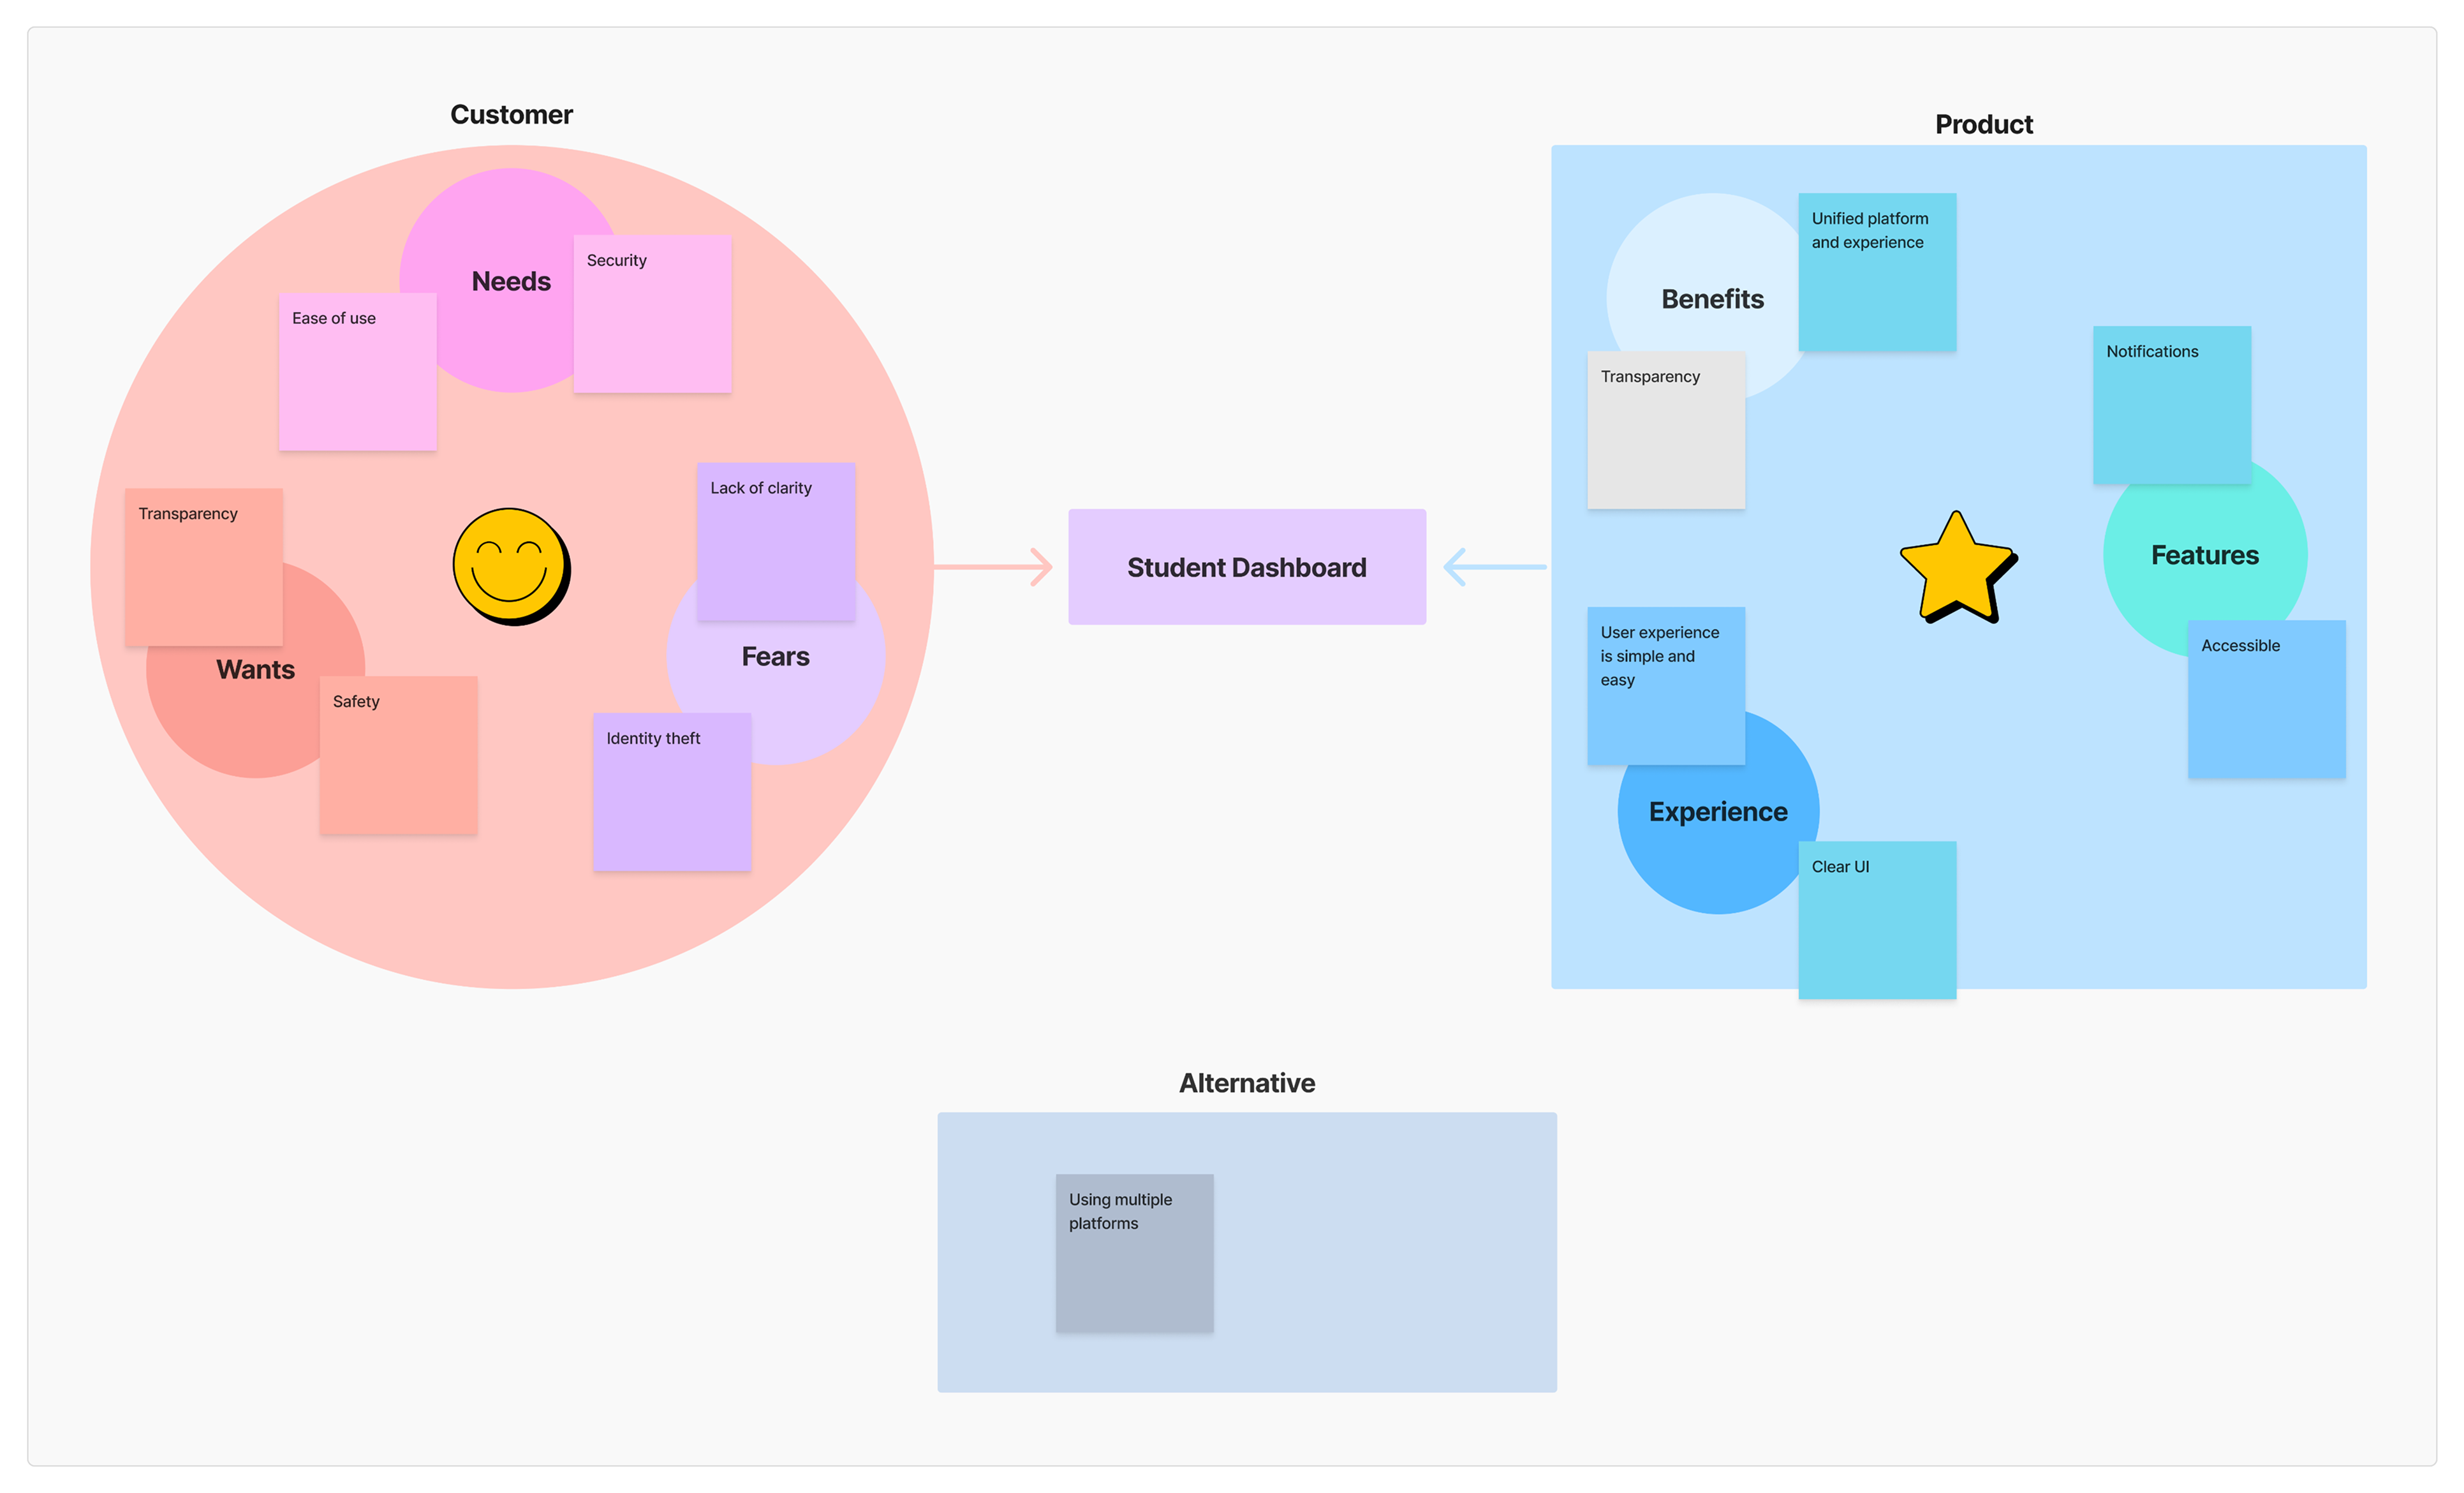 Customer
Needs
Security
Ease of use
Transparency
Wants
Safety
Lack of clarity
Fears
Identity theft
Student Dashboard
Product
Benefits
Unified platform
and experience
Transparency
Notifications
Features
Accessible
User experience
is simple and
easy
Experience
Clear UI
Alternative
Using multiple
platforms